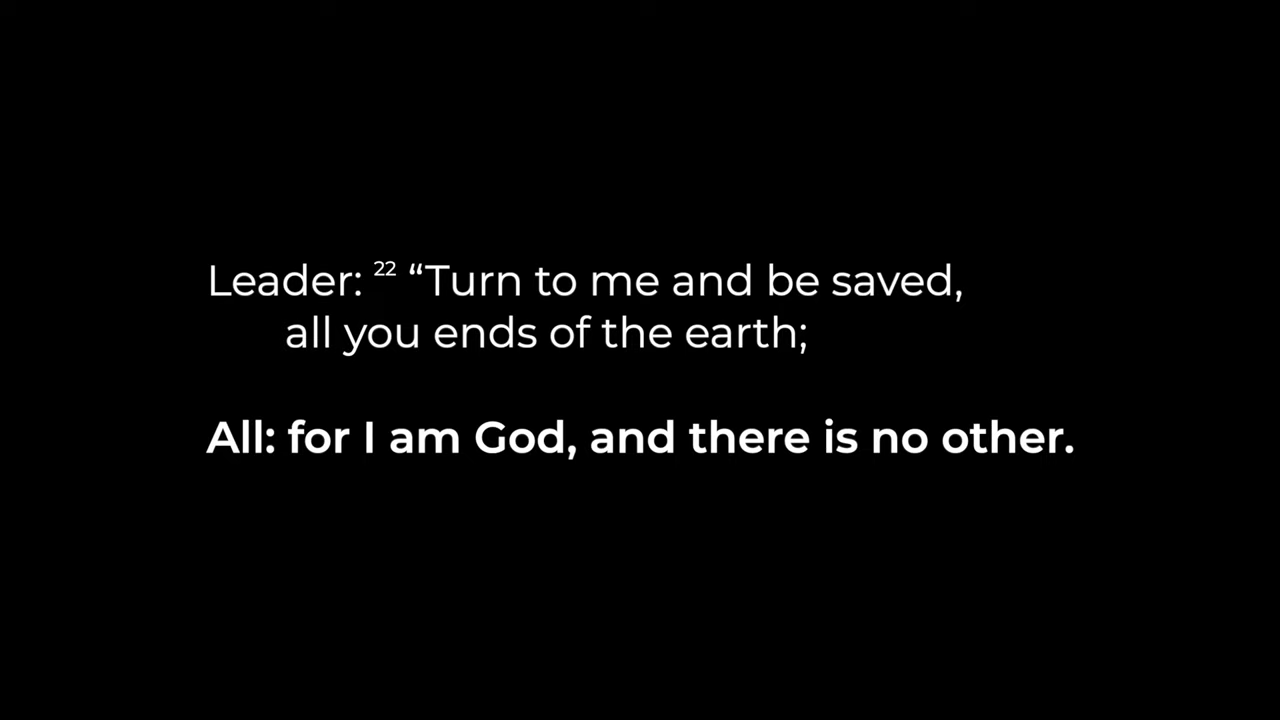 Leader: 22 “Turn to me and be saved,
all you ends of the earth;
All: for I am God, and there is no other.